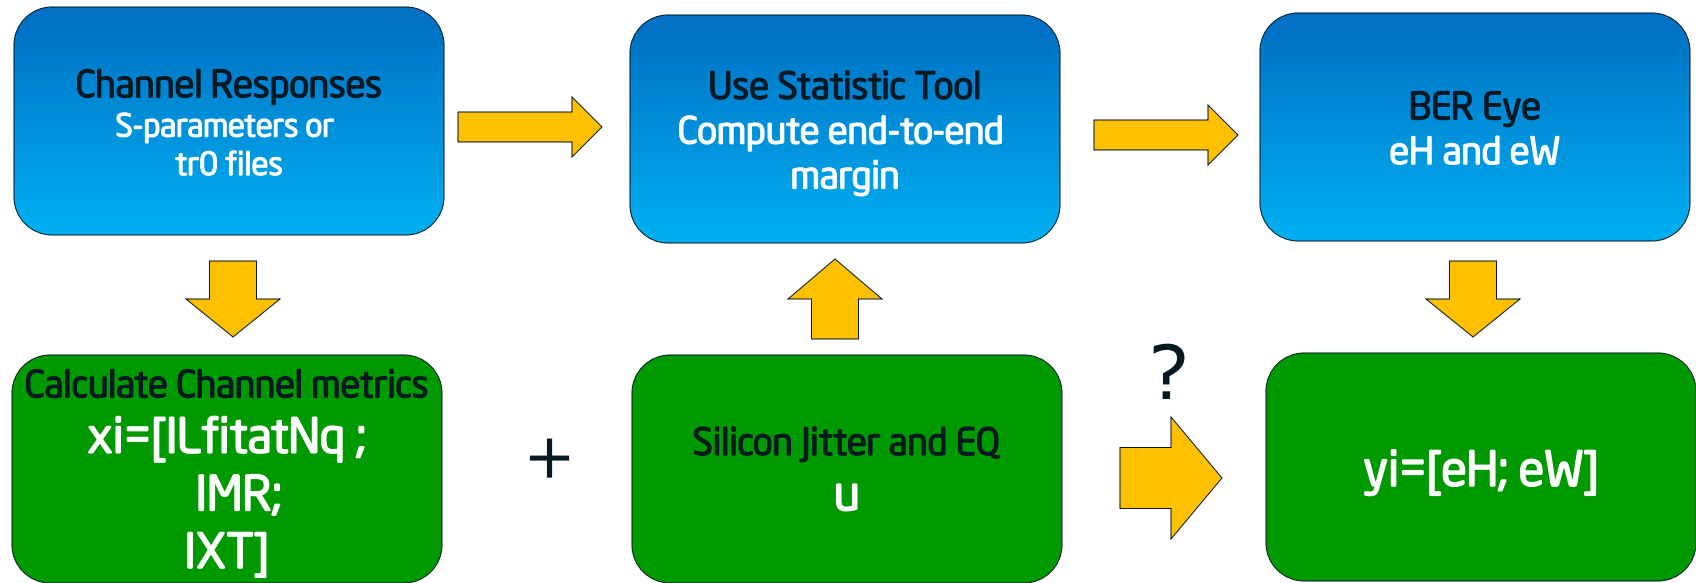 Channel Responses
S-parameters or
tr0 files
Use Statistic Tool
Compute end-to-end
margin
BER Eye
eH and eW
Calculate Channel metrics
xi=[ILfitatNq ;
IMR;
IXT]
+
Silicon Jitter and EQ
u
?
yi=[eH; eW]